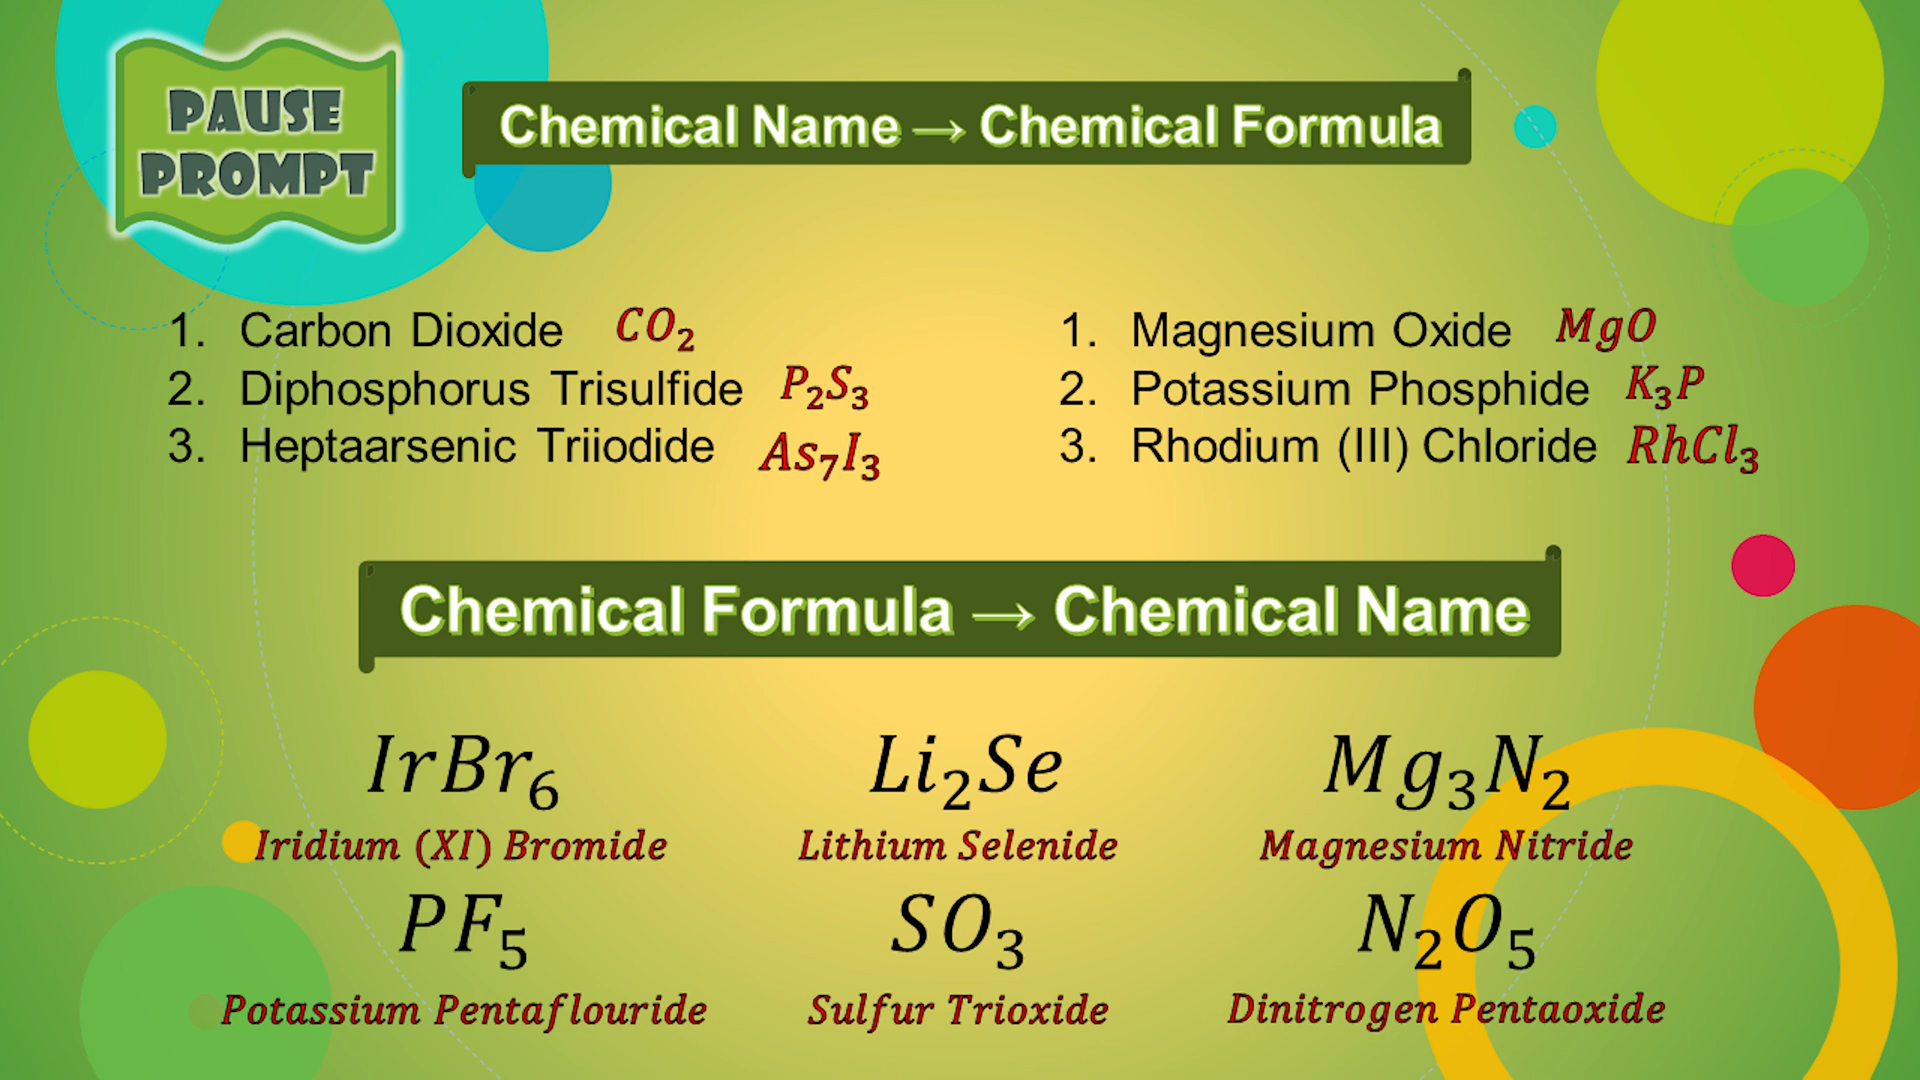 PAUSE
PROMPT
Chemical Name → Chemical Formula
1. Carbon Dioxide CO₂
2. Diphosphorus Trisulfide P₂S₃
3. Heptaarsenic Triiodide As₇I₃
1. Magnesium Oxide MgO
2. Potassium Phosphide K₃P
3. Rhodium (III) Chloride RhCl₃
Chemical Formula → Chemical Name
IrBr₆ Li₂Se Mg₃N₂
Iridium (XI) Bromide Lithium Selenide Magnesium Nitride
PF₅ SO₃ N₂O₅
Potassium Pentaflouride Sulfur Trioxide Dinitrogen Pentaoxide